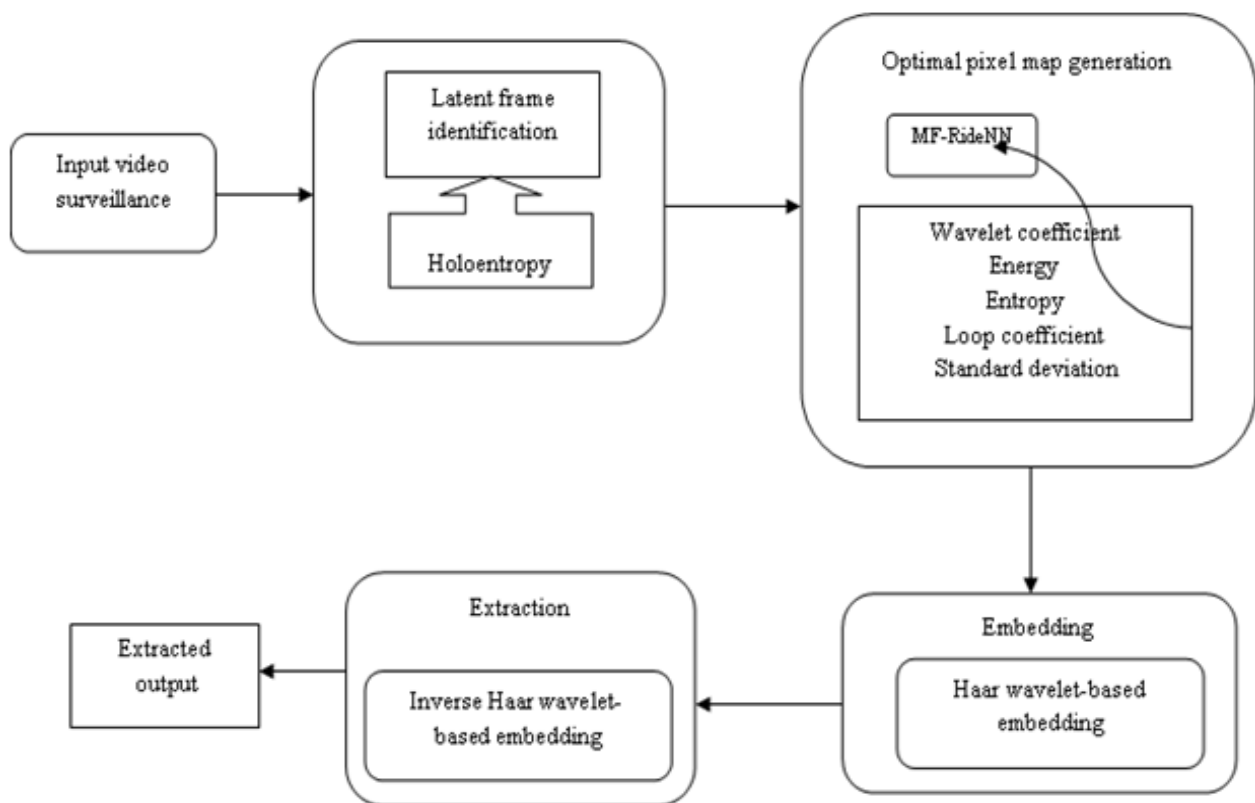 Input video
surveillance
Latent frame
identification
Holoentropy
Optimal pixel map generation
MF-RideNN
Wavelet coefficient
Energy
Entropy
Loop coefficient
Standard deviation
Embedding
Haar wavelet-based
embedding
Extraction
Inverse Haar wavelet-
based embedding
Extracted
output